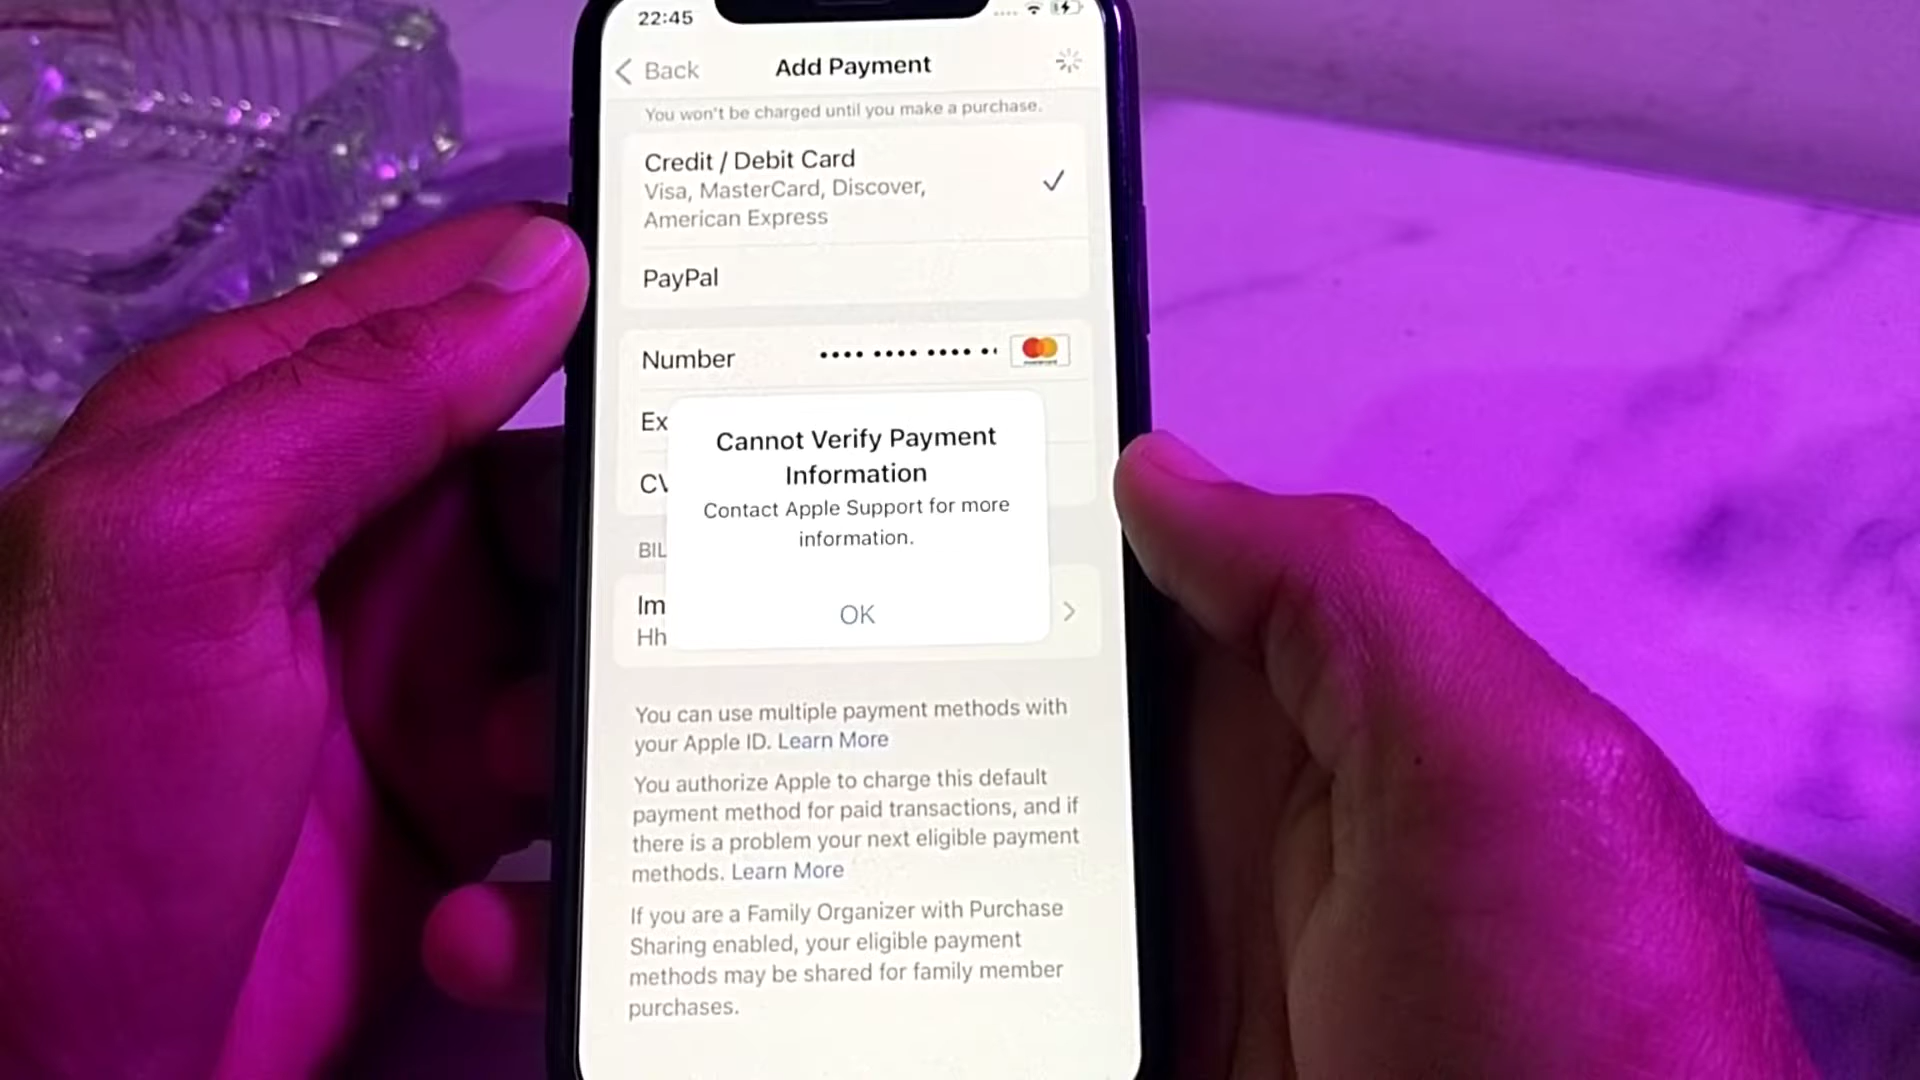 22:45
Back
Add Payment
You won't be charged until you make a purchase.
Credit / Debit Card
Visa, MasterCard, Discover,
American Express
PayPal
Number
Ex
Cannot Verify Payment
Information
CV
Contact Apple Support for more
information.
BIL
Im
Hh
OK
You can use multiple payment methods with
your Apple ID. Learn More
You authorize Apple to charge this default
payment method for paid transactions, and if
there is a problem your next eligible payment
methods. Learn More
If you are a Family Organizer with Purchase
Sharing enabled, your eligible payment
methods may be shared for family member
purchases.